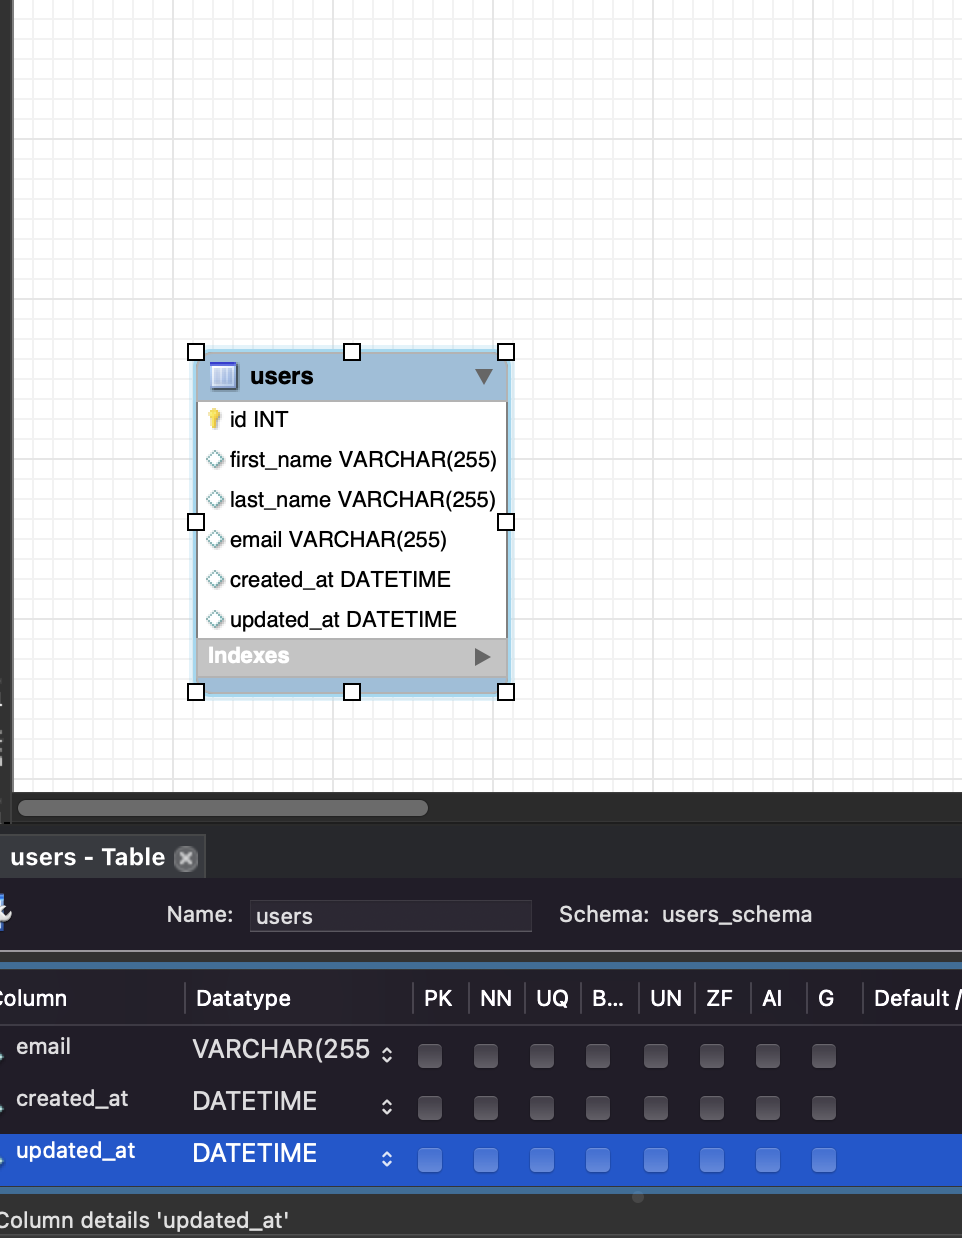 users
id INT
first_name VARCHAR(255)
last_name VARCHAR(255)
email VARCHAR(255)
created_at DATETIME
updated_at DATETIME
Indexes
users - Table
Name: users Schema: users_schema
Column Datatype PK NN UQ B... UN ZF AI G Default /
email VARCHAR(255
created_at DATETIME
updated_at DATETIME
Column details 'updated_at'